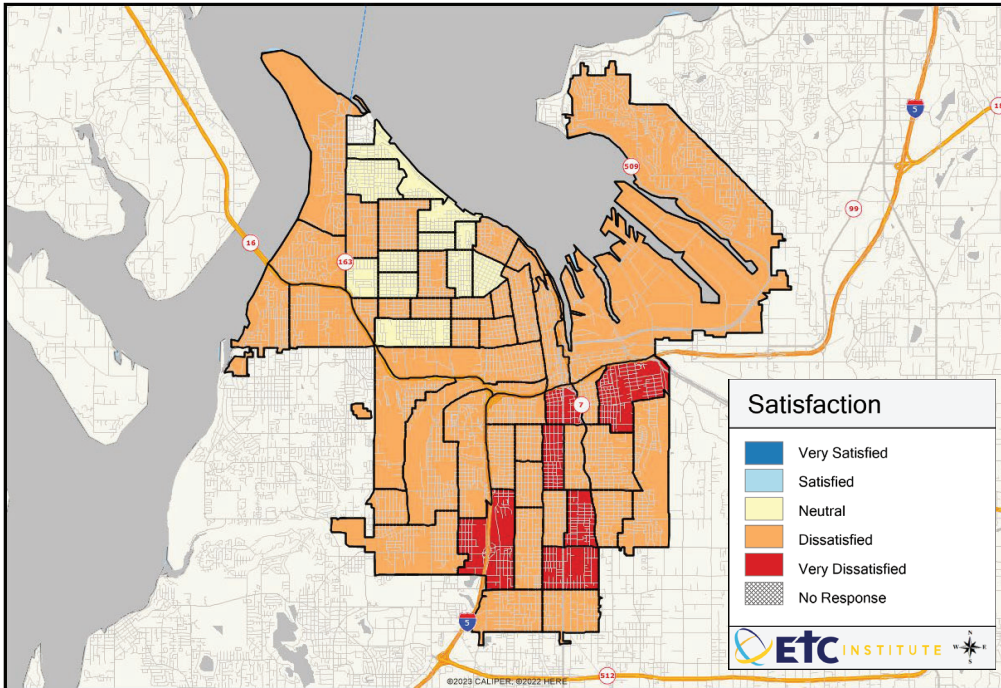 5
16
509
99
16
163
7
Satisfaction
Very Satisfied
Satisfied
Neutral
Dissatisfied
Very Dissatisfied
No Response
5
ETC INSTITUTE
N
W E
S
512
©2023 CALIPER; ©2022 HERE